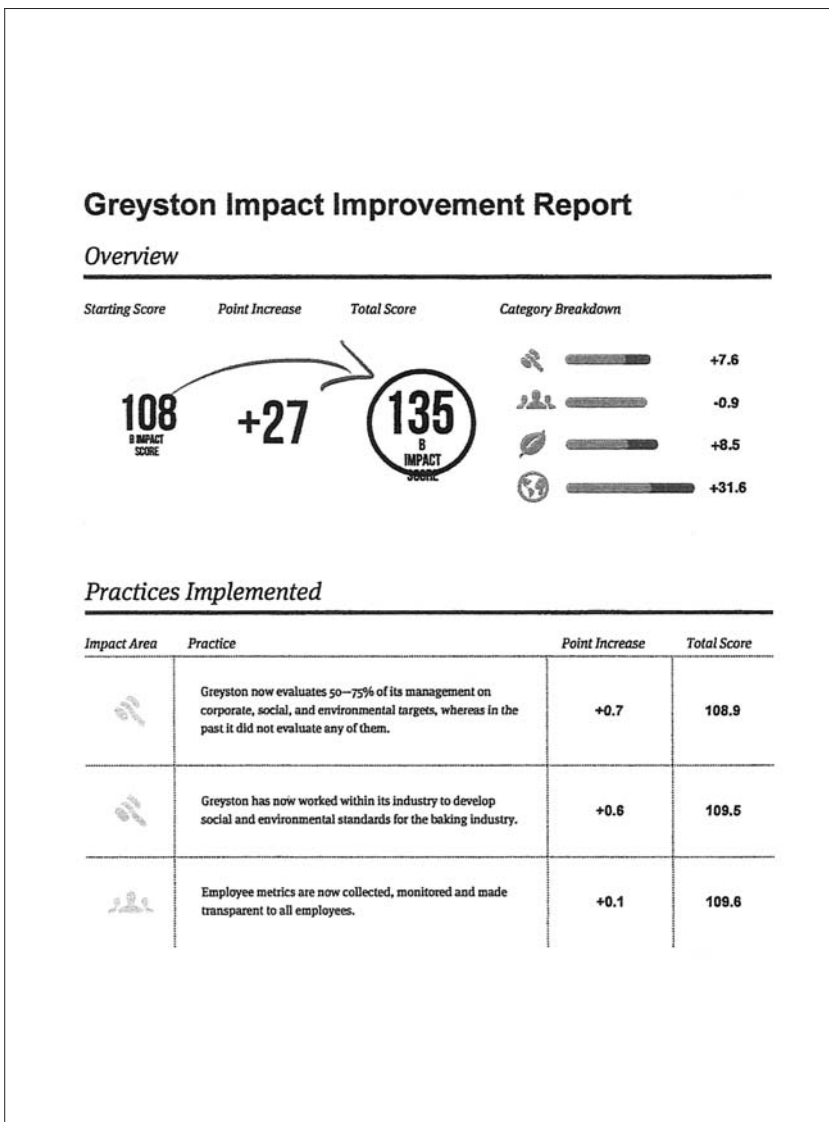 Greyston Impact Improvement Report
Overview
Starting Score Point Increase Total Score Category Breakdown
108
B IMPACT
SCORE
+27
135
B
IMPACT
SCORE
+7.6
-0.9
+8.5
+31.6
Practices Implemented
Impact Area Practice Point Increase Total Score
Greyston now evaluates 50—75% of its management on
corporate, social, and environmental targets, whereas in the
past it did not evaluate any of them.
+0.7 108.9
Greyston has now worked within its industry to develop
social and environmental standards for the baking industry.
+0.6 109.5
Employee metrics are now collected, monitored and made
transparent to all employees.
+0.1 109.6